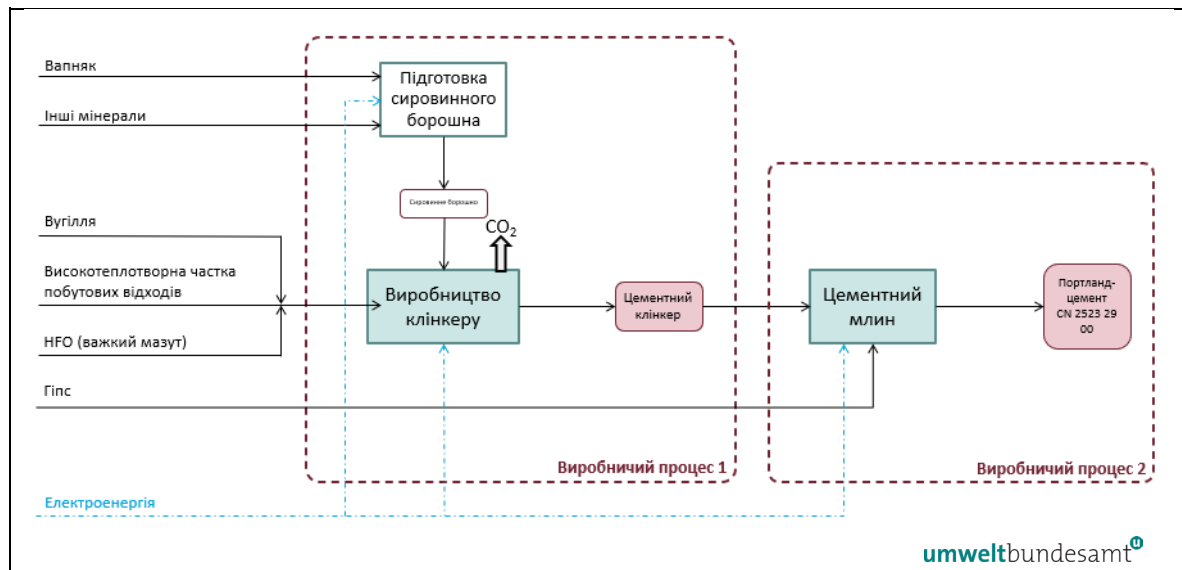 Вапняк
Інші мінерали
Підготовка
сировинного
борошна
Сировинне борошно
CO2
Вугілля
Високотеплотворна частка
побутових відходів
HFO (важкий мазут)
Виробництво
клінкеру
Цементний
клінкер
Цементний
млин
Портланд-
цемент
CN 2523 29
00
Гіпс
Виробничий процес 1
Виробничий процес 2
Електроенергія
umweltbundesamt u